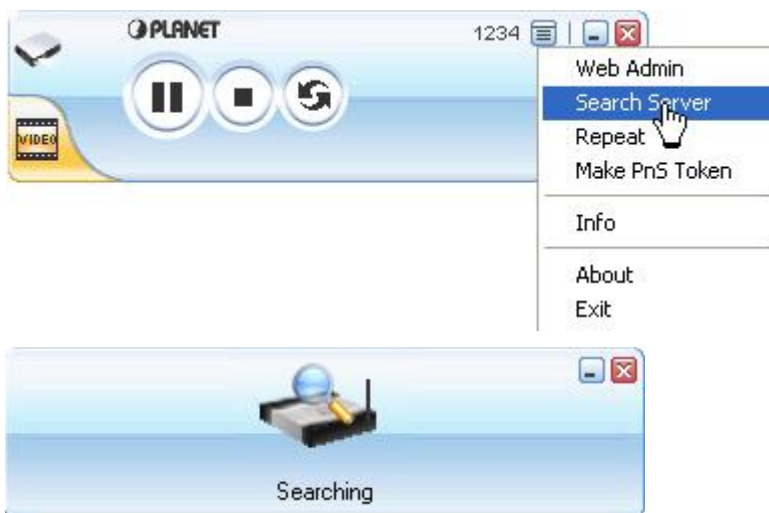 PLANET
1234
Web Admin
Search Server
Repeat
Make PnS Token
Info
About
Exit
VIDEO
Searching